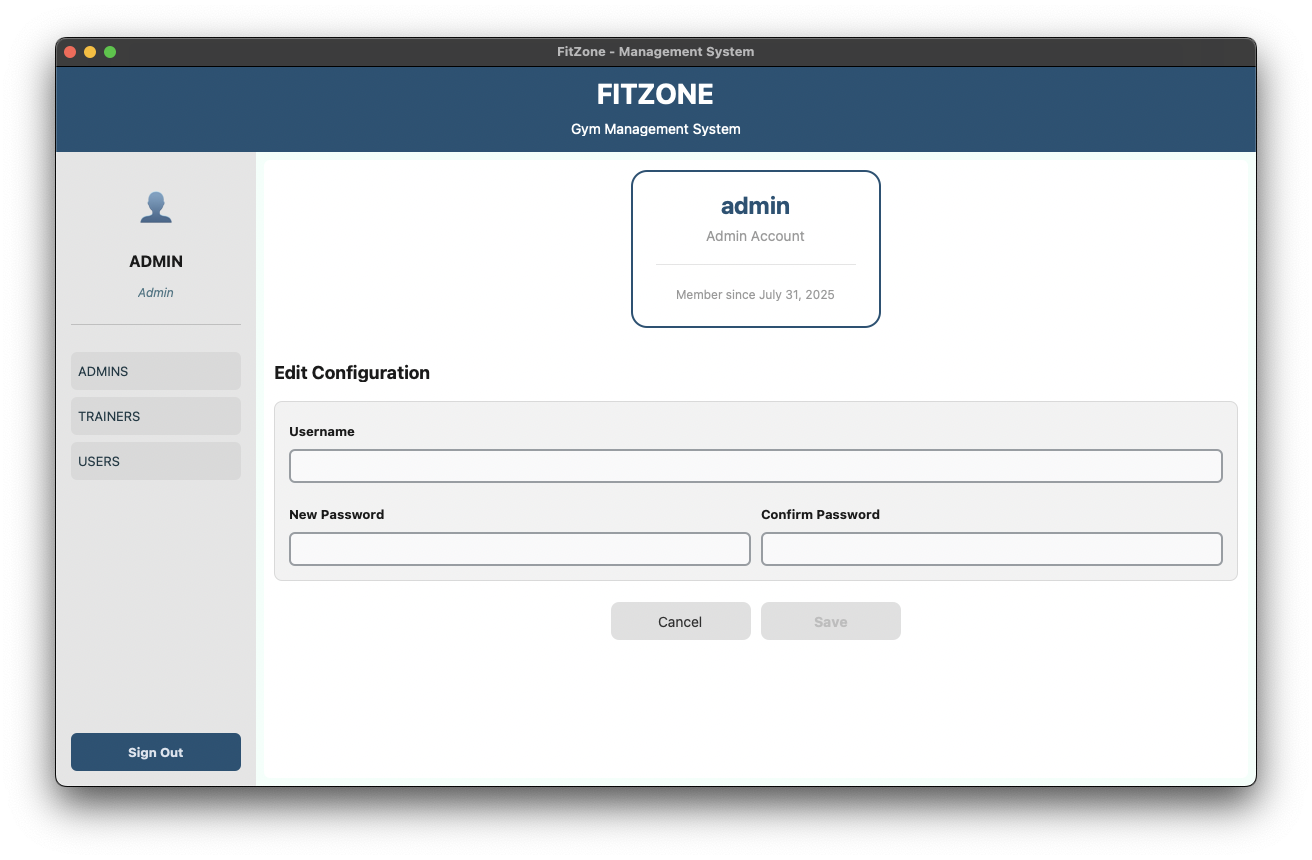 FitZone - Management System
FITZONE
Gym Management System
ADMIN
Admin
ADMINS
TRAINERS
USERS
Sign Out
admin
Admin Account
Member since July 31, 2025
Edit Configuration
Username
New Password
Confirm Password
Cancel
Save